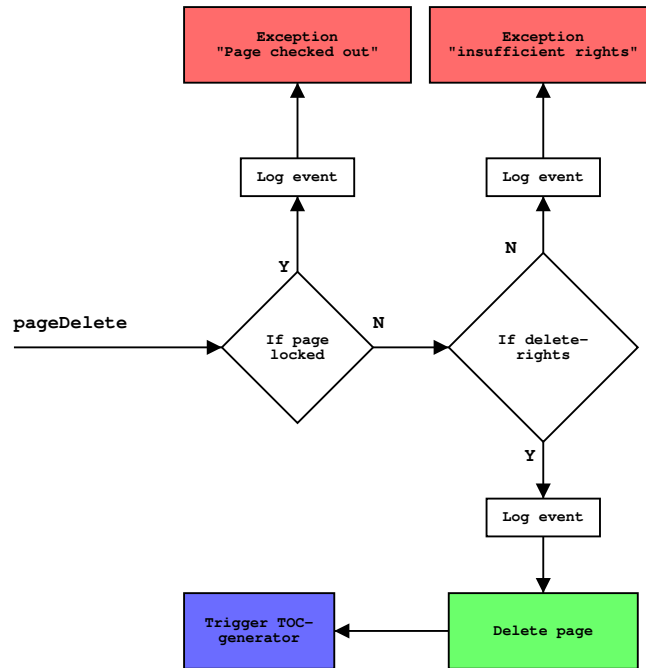 Exception
"Page checked out"
Exception
"insufficient rights"
Log event
Log event
Y
N
pageDelete
N
If page
locked
If delete-
rights
Y
Log event
Trigger TOC-
generator
Delete page